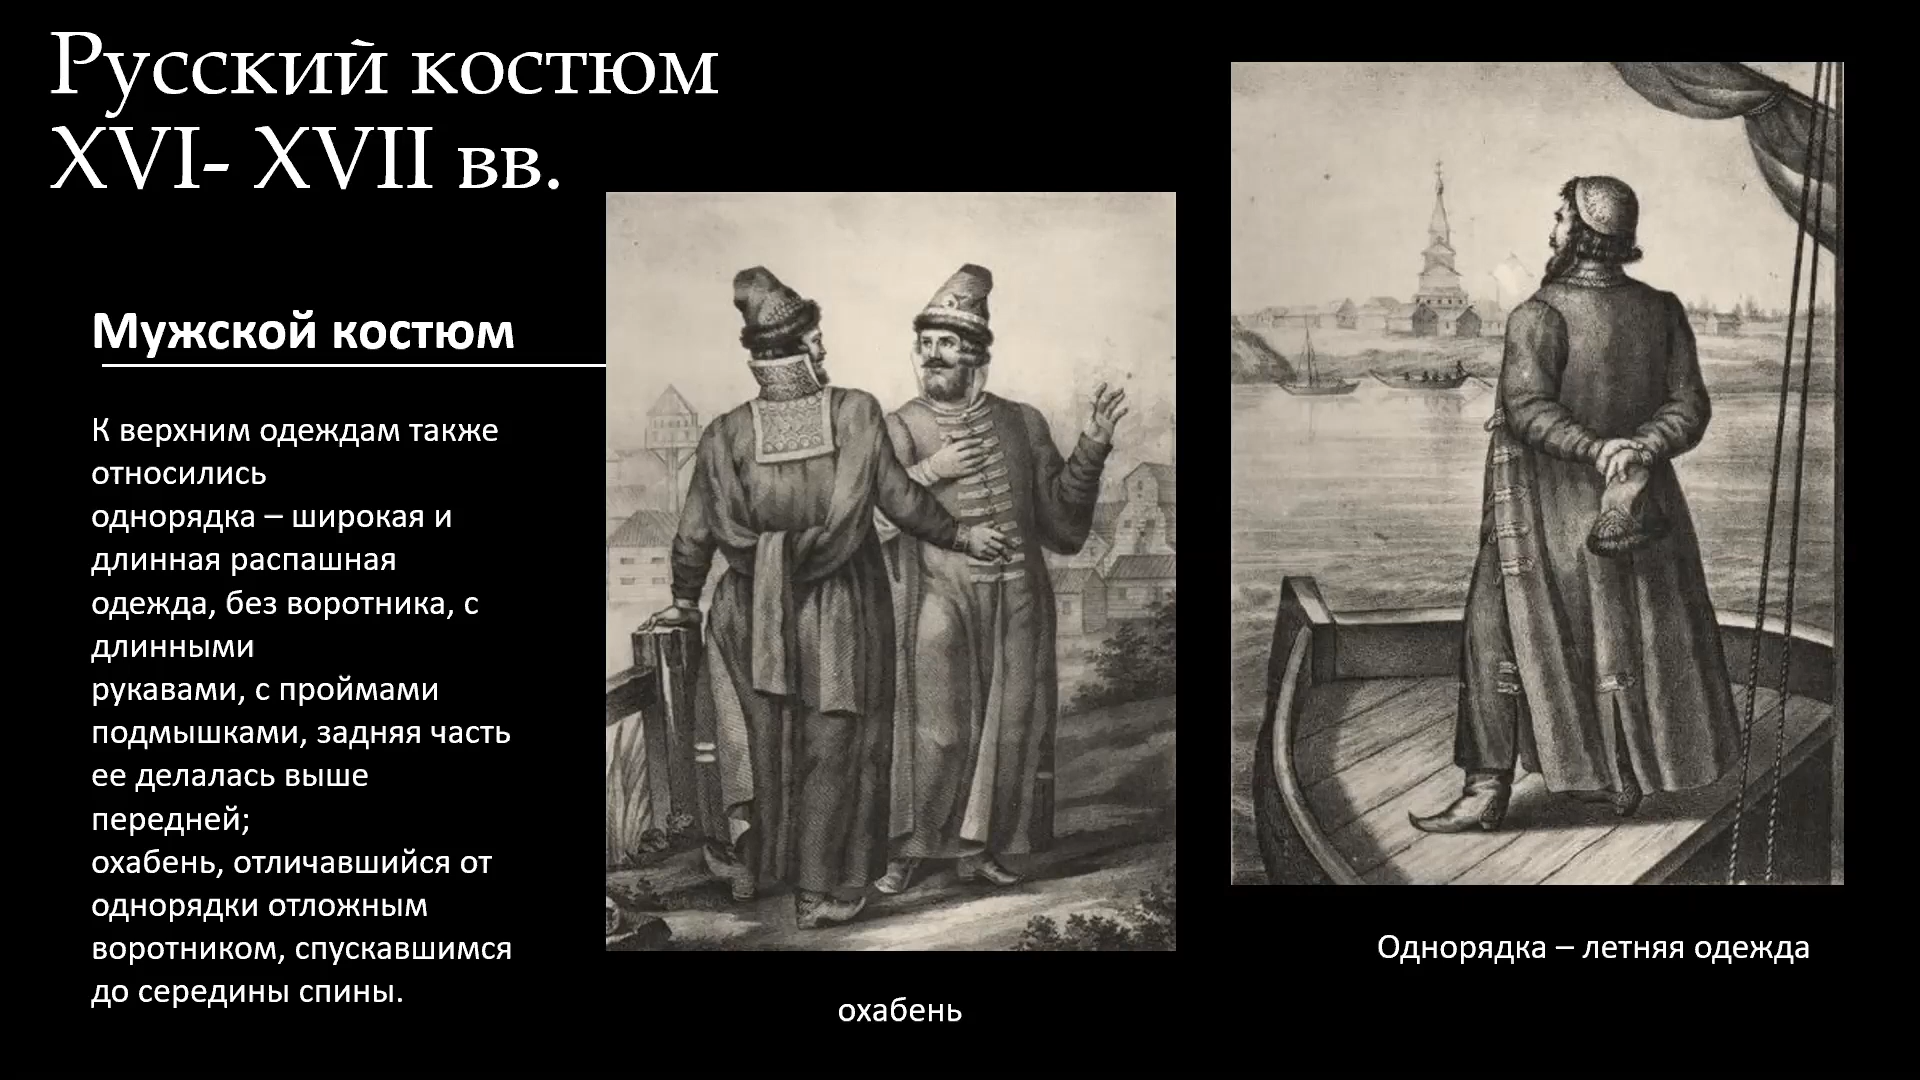 Русский костюм
XVI- XVII вв.
Мужской костюм
К верхним одеждам также
относились
однорядка – широкая и
длинная распашная
одежда, без воротника, с
длинными
рукавами, с проймами
подмышками, задняя часть
ее делалась выше
передней;
охабень, отличавшийся от
однорядки отложным
воротником, спускавшимся
до середины спины.
охабень
Однорядка – летняя одежда